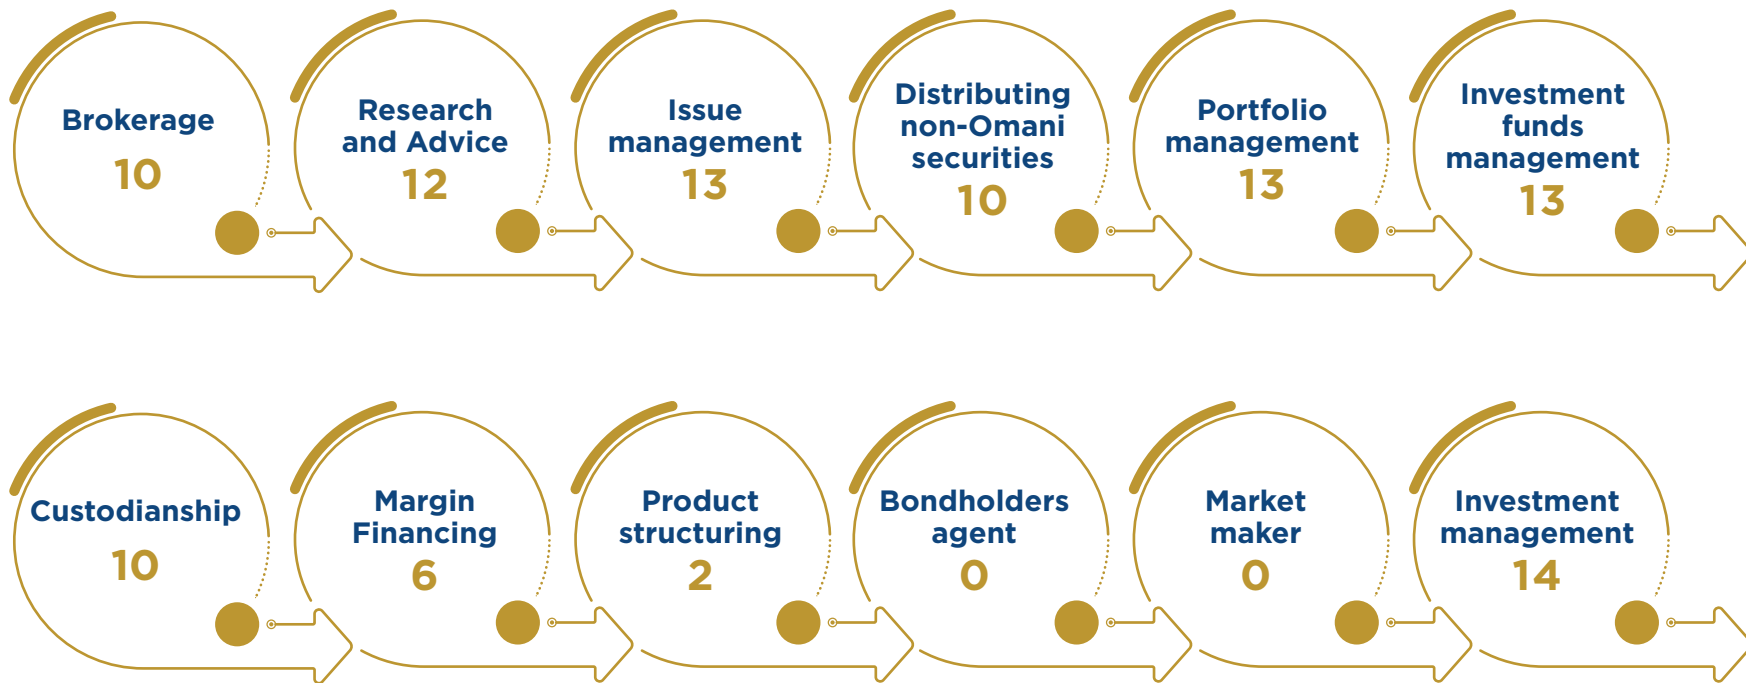 Brokerage
10
Research
and Advice
12
Issue
management
13
Distributing
non-Omani
securities
10
Portfolio
management
13
Investment
funds
management
13
Custodianship
10
Margin
Financing
6
Product
structuring
2
Bondholders
agent
0
Market
maker
0
Investment
management
14